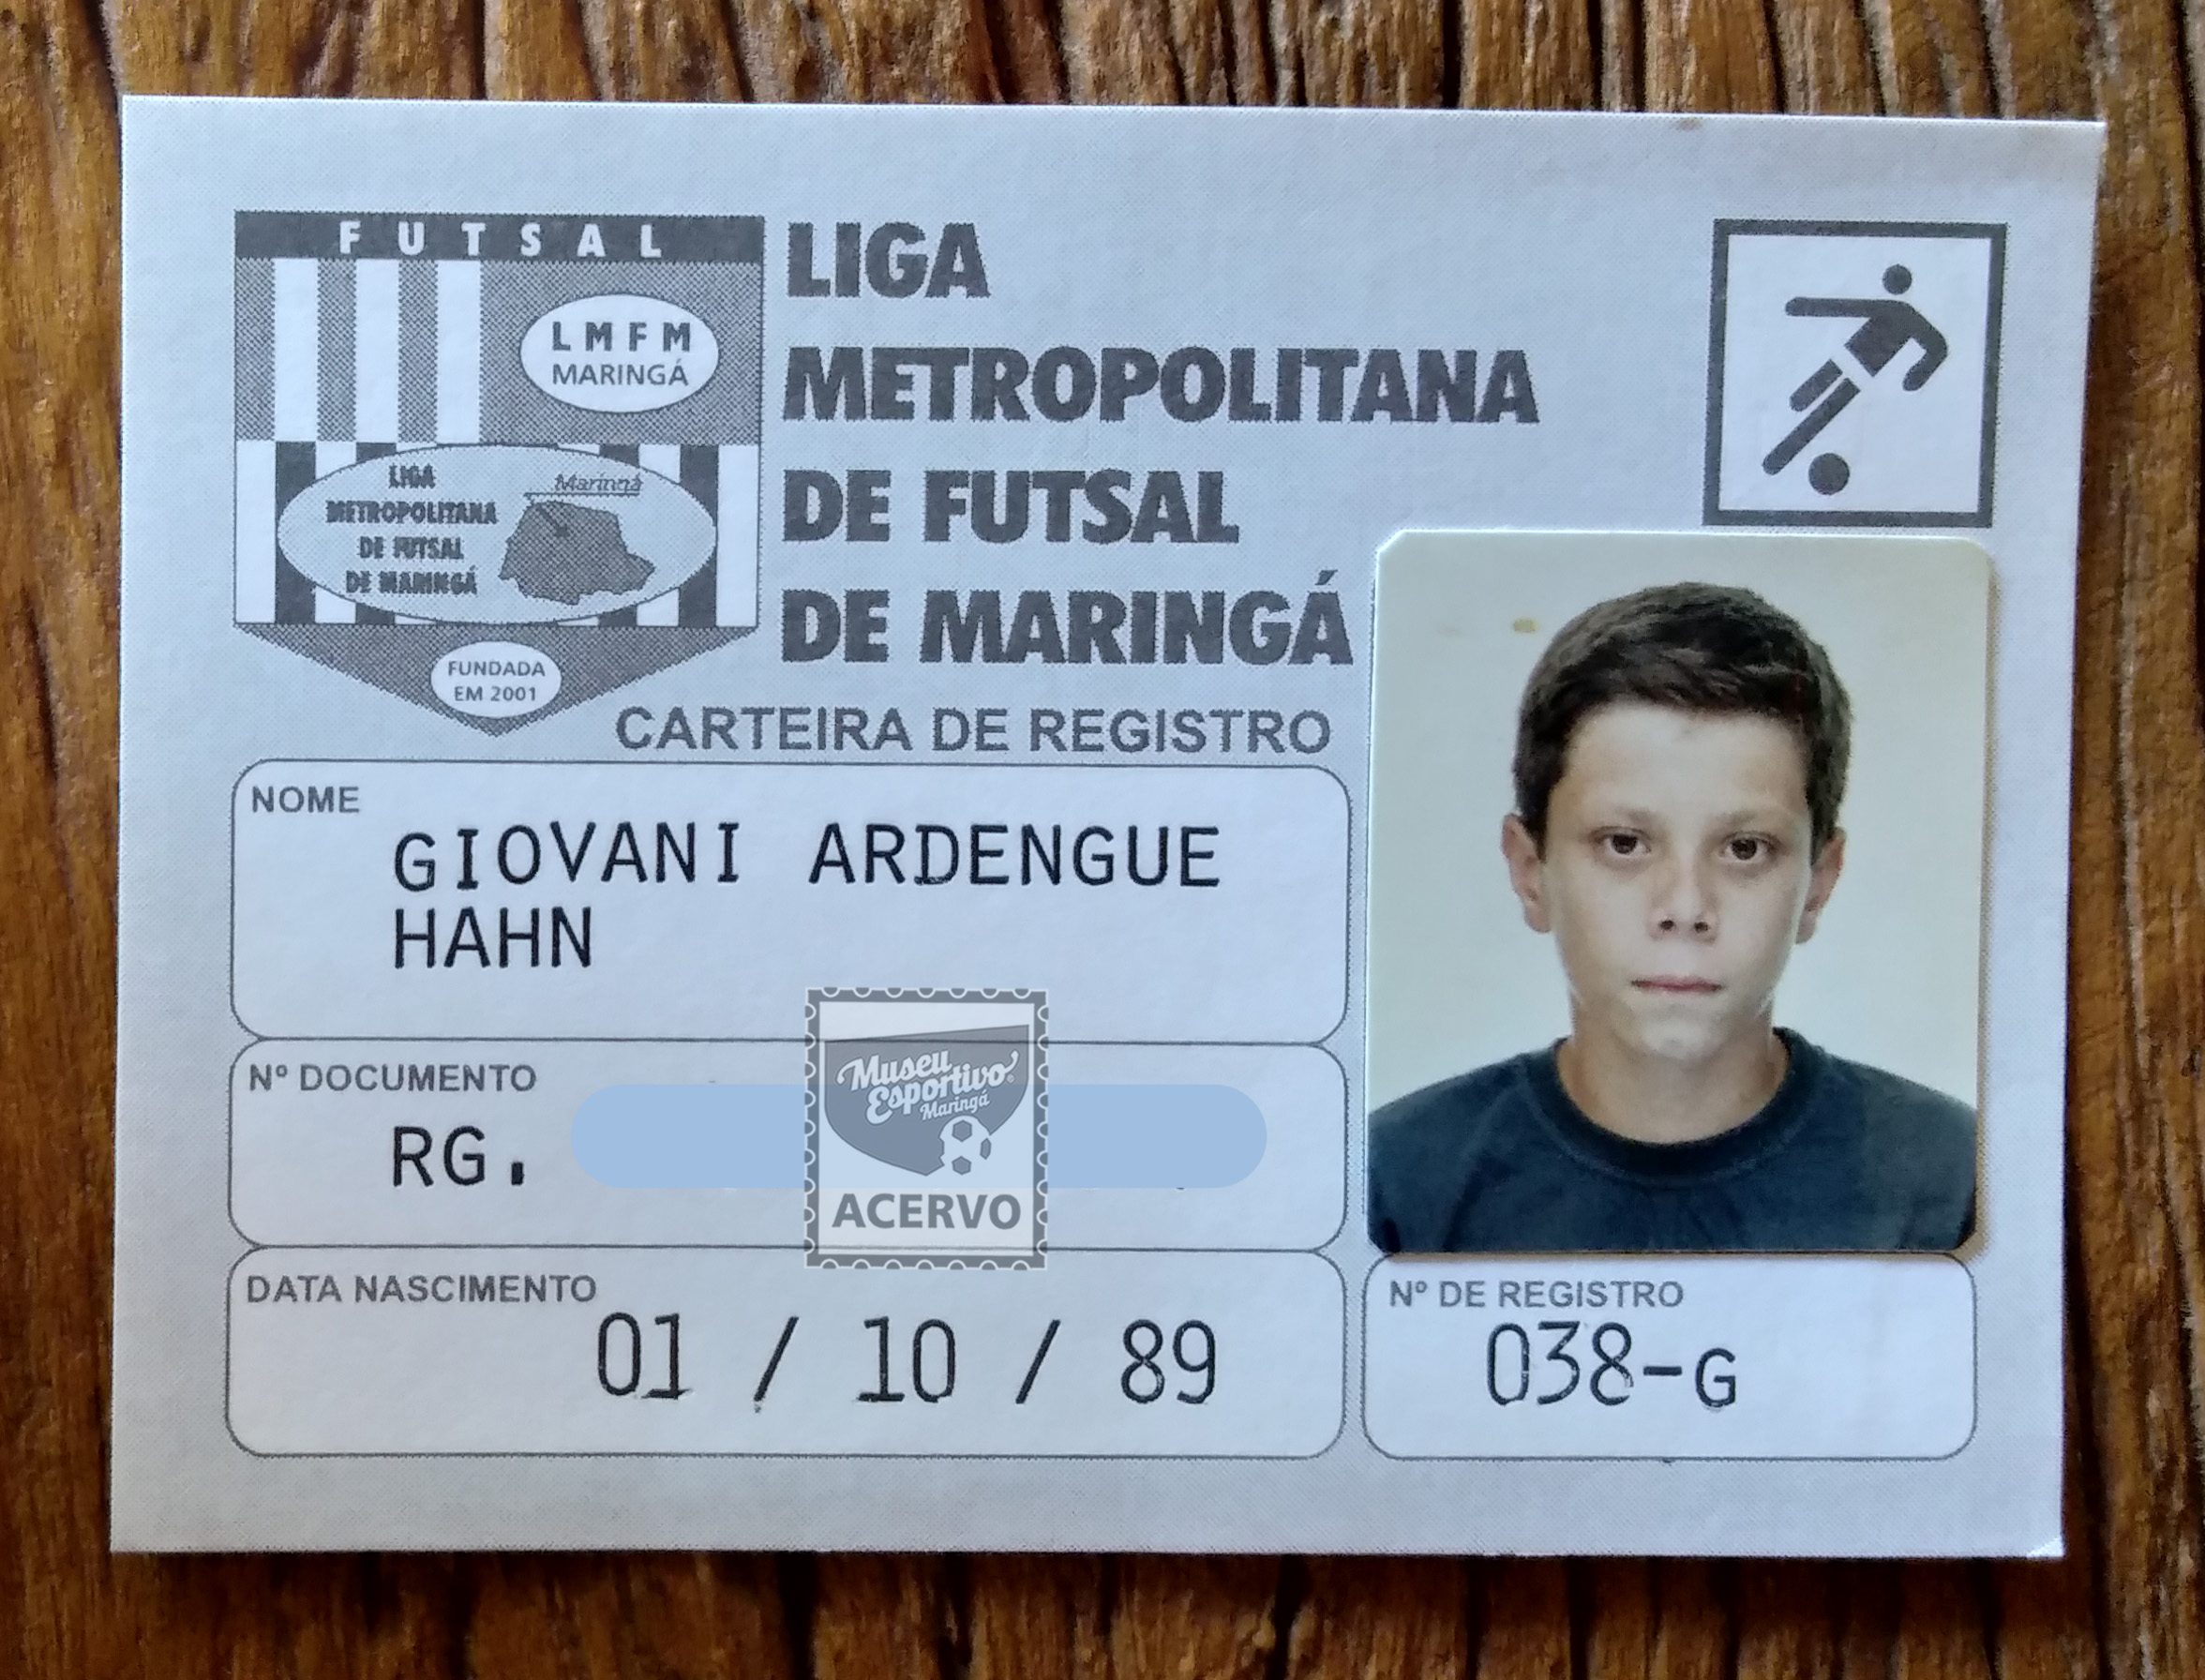 FUTSAL
LMFM
MARINGÁ
LIGA
METROPOLITANA
DE FUTSAL
DE MARINGÁ
Maringá
FUNDADA
EM 2001
LIGA
METROPOLITANA
DE FUTSAL
DE MARINGÁ
CARTEIRA DE REGISTRO
NOME
GIOVANI ARDENGUE
HAHN
Nº DOCUMENTO
RG.
Museu
Esportivo
Maringá
ACERVO
DATA NASCIMENTO
01 / 10 / 89
Nº DE REGISTRO
038-G